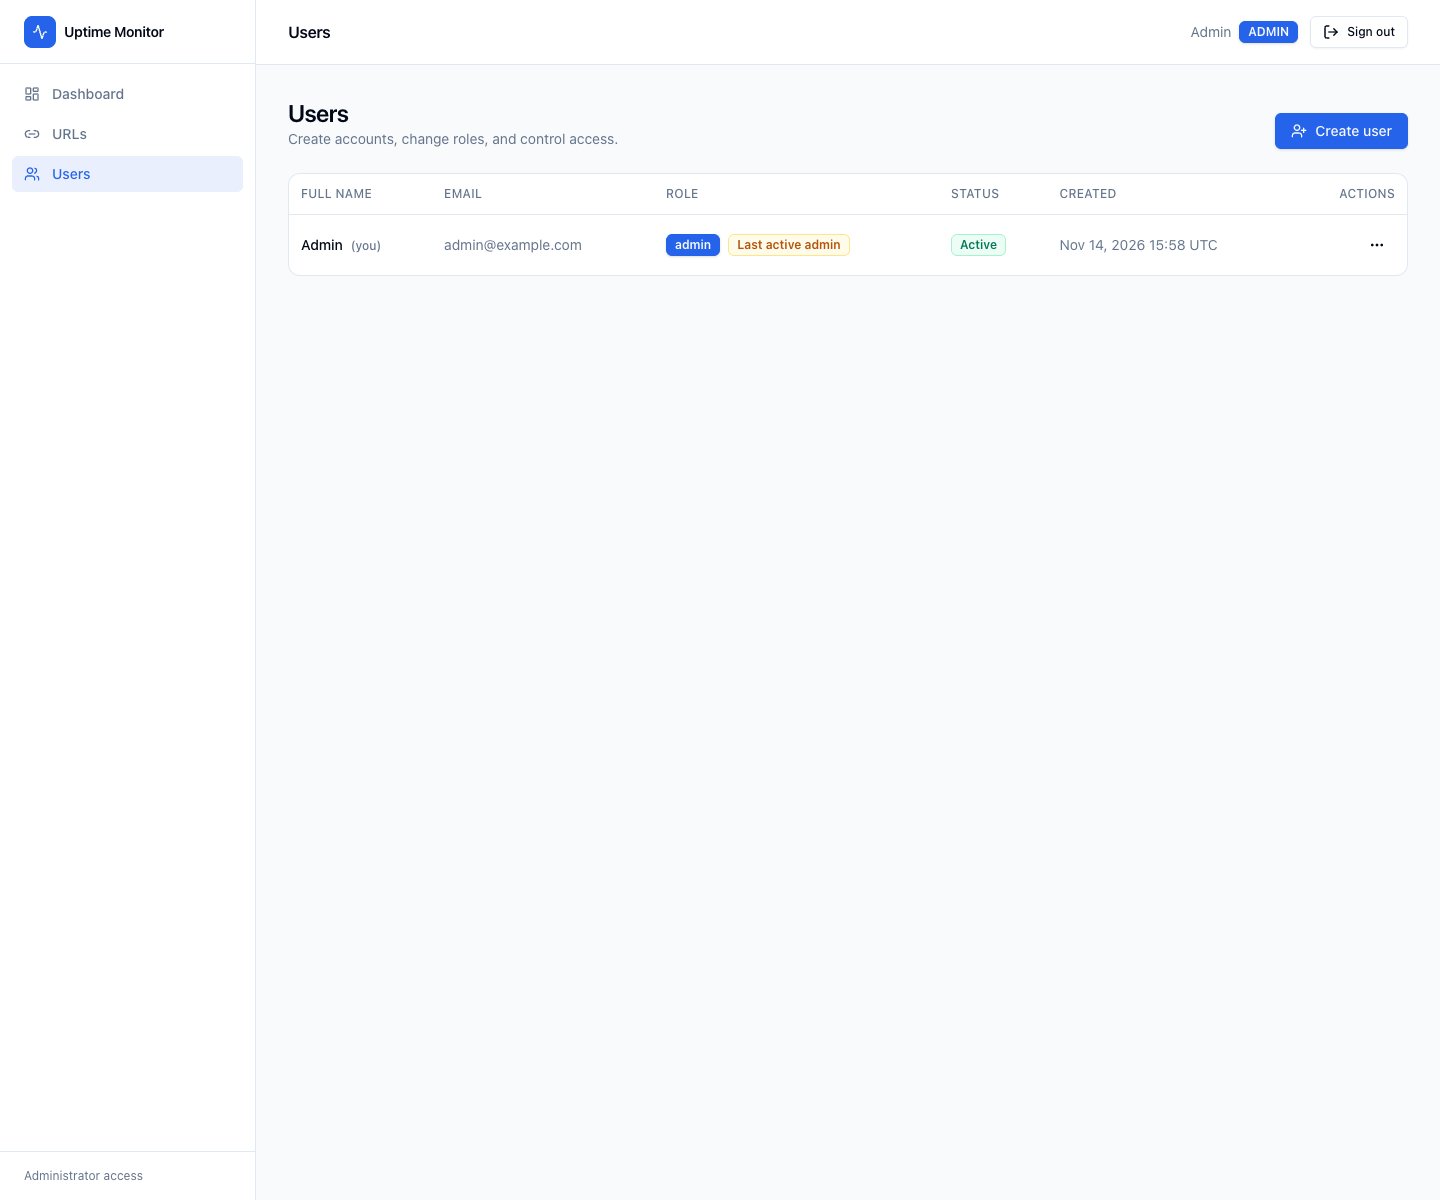 Uptime Monitor
Users
Admin ADMIN Sign out
Dashboard
URLs
Users
Users
Create accounts, change roles, and control access.
Create user
FULL NAME EMAIL ROLE STATUS CREATED ACTIONS
Admin (you) admin@example.com admin Last active admin Active Nov 14, 2026 15:58 UTC
Administrator access